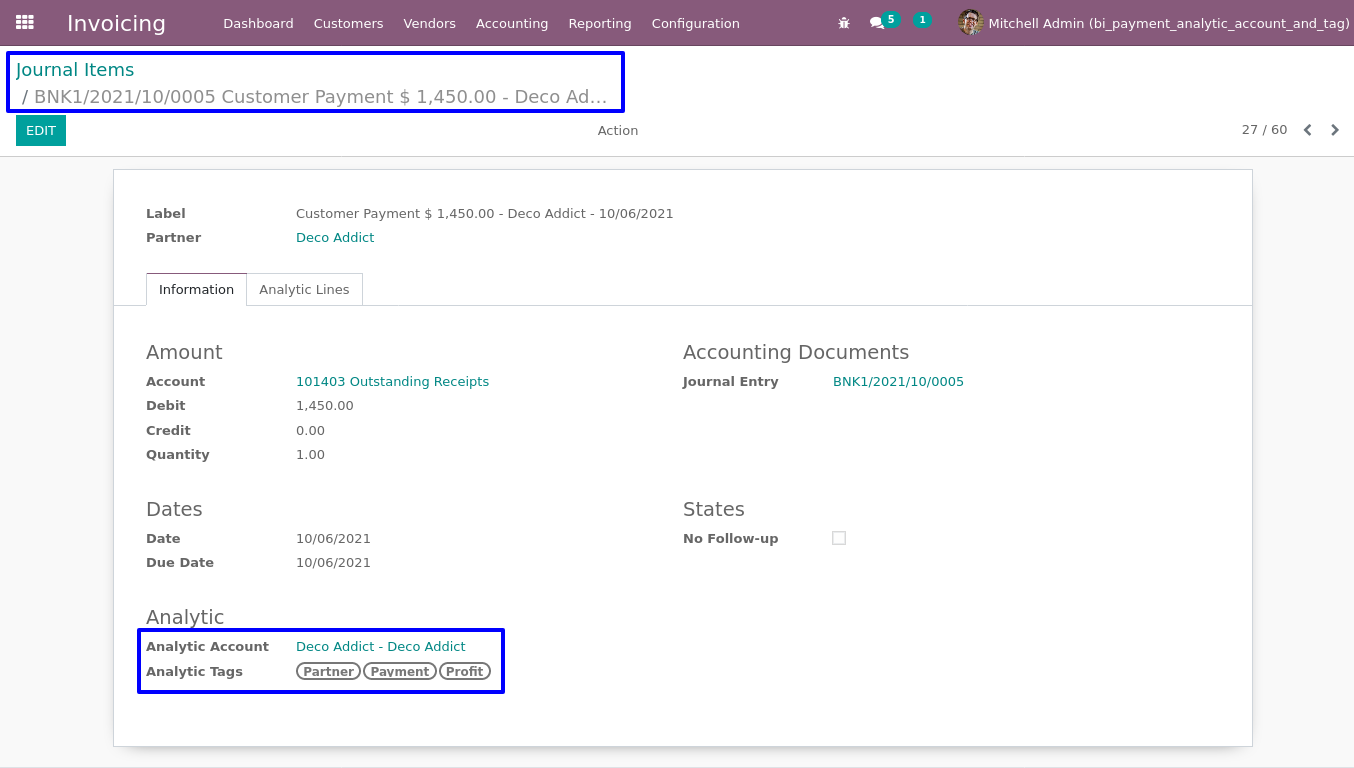 Invoicing Dashboard Customers Vendors Accounting Reporting Configuration 5 1 Mitchell Admin (bi_payment_analytic_account_and_tag)
Journal Items
/ BNK1/2021/10/0005 Customer Payment $ 1,450.00 - Deco Ad...
EDIT Action 27 / 60
Label Customer Payment $ 1,450.00 - Deco Addict - 10/06/2021
Partner Deco Addict
Information Analytic Lines
Amount Accounting Documents
Account 101403 Outstanding Receipts Journal Entry BNK1/2021/10/0005
Debit 1,450.00
Credit 0.00
Quantity 1.00
Dates States
Date 10/06/2021 No Follow-up
Due Date 10/06/2021
Analytic
Analytic Account Deco Addict - Deco Addict
Analytic Tags Partner Payment Profit